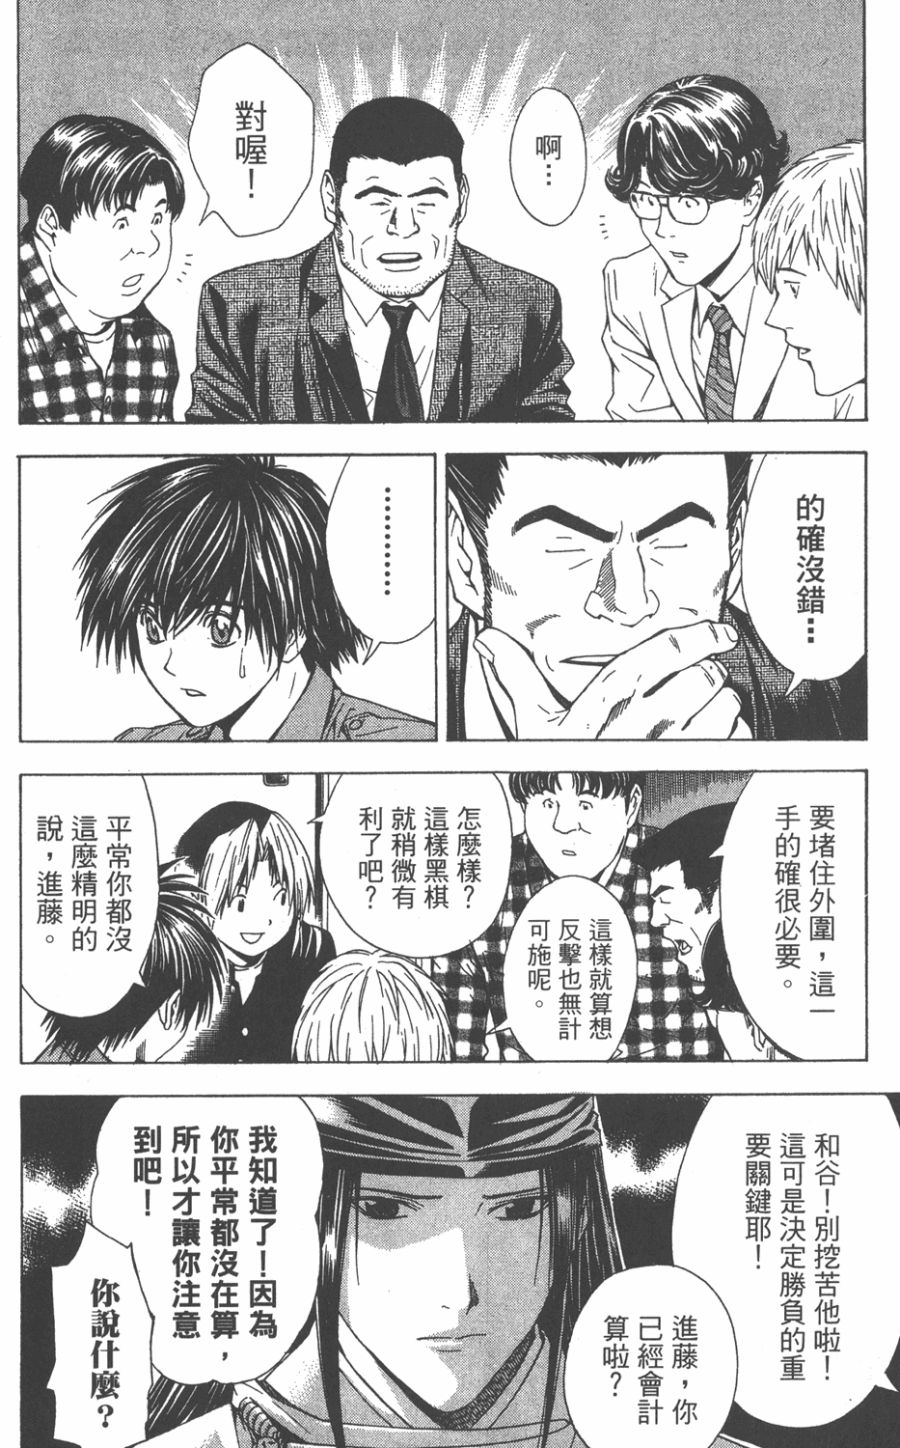 啊⋯
對喔！
的確沒錯⋯
⋯⋯⋯
要堵住外圍，這一
手的確很必要。
這樣就算想
反擊也無計
可施呢。
怎麼樣？
這樣黑棋
就稍微有
利了吧？
平常你都沒
這麼精明的
說，進藤。
和谷！別挖苦他啦！
這可是決定勝負的重
要關鍵耶！
進藤，你
已經會計
算啦？
我知道了！因為
你平常都沒在算，
所以才讓你注意
到吧！
你說什麼？